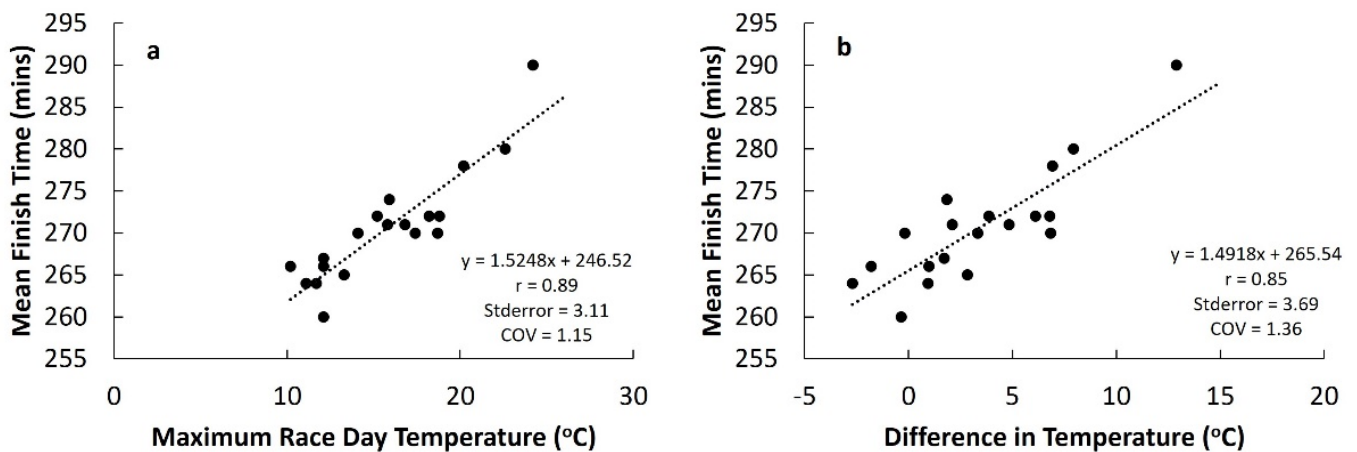 a
Mean Finish Time (mins)
295
290
285
280
275
270
265
260
255
0
10
20
30
y = 1.5248x + 246.52
r = 0.89
Stderror = 3.11
COV = 1.15
Maximum Race Day Temperature (ºC)
b
Mean Finish Time (mins)
295
290
285
280
275
270
265
260
255
-5
0
5
10
15
20
y = 1.4918x + 265.54
r = 0.85
Stderror = 3.69
COV = 1.36
Difference in Temperature (ºC)